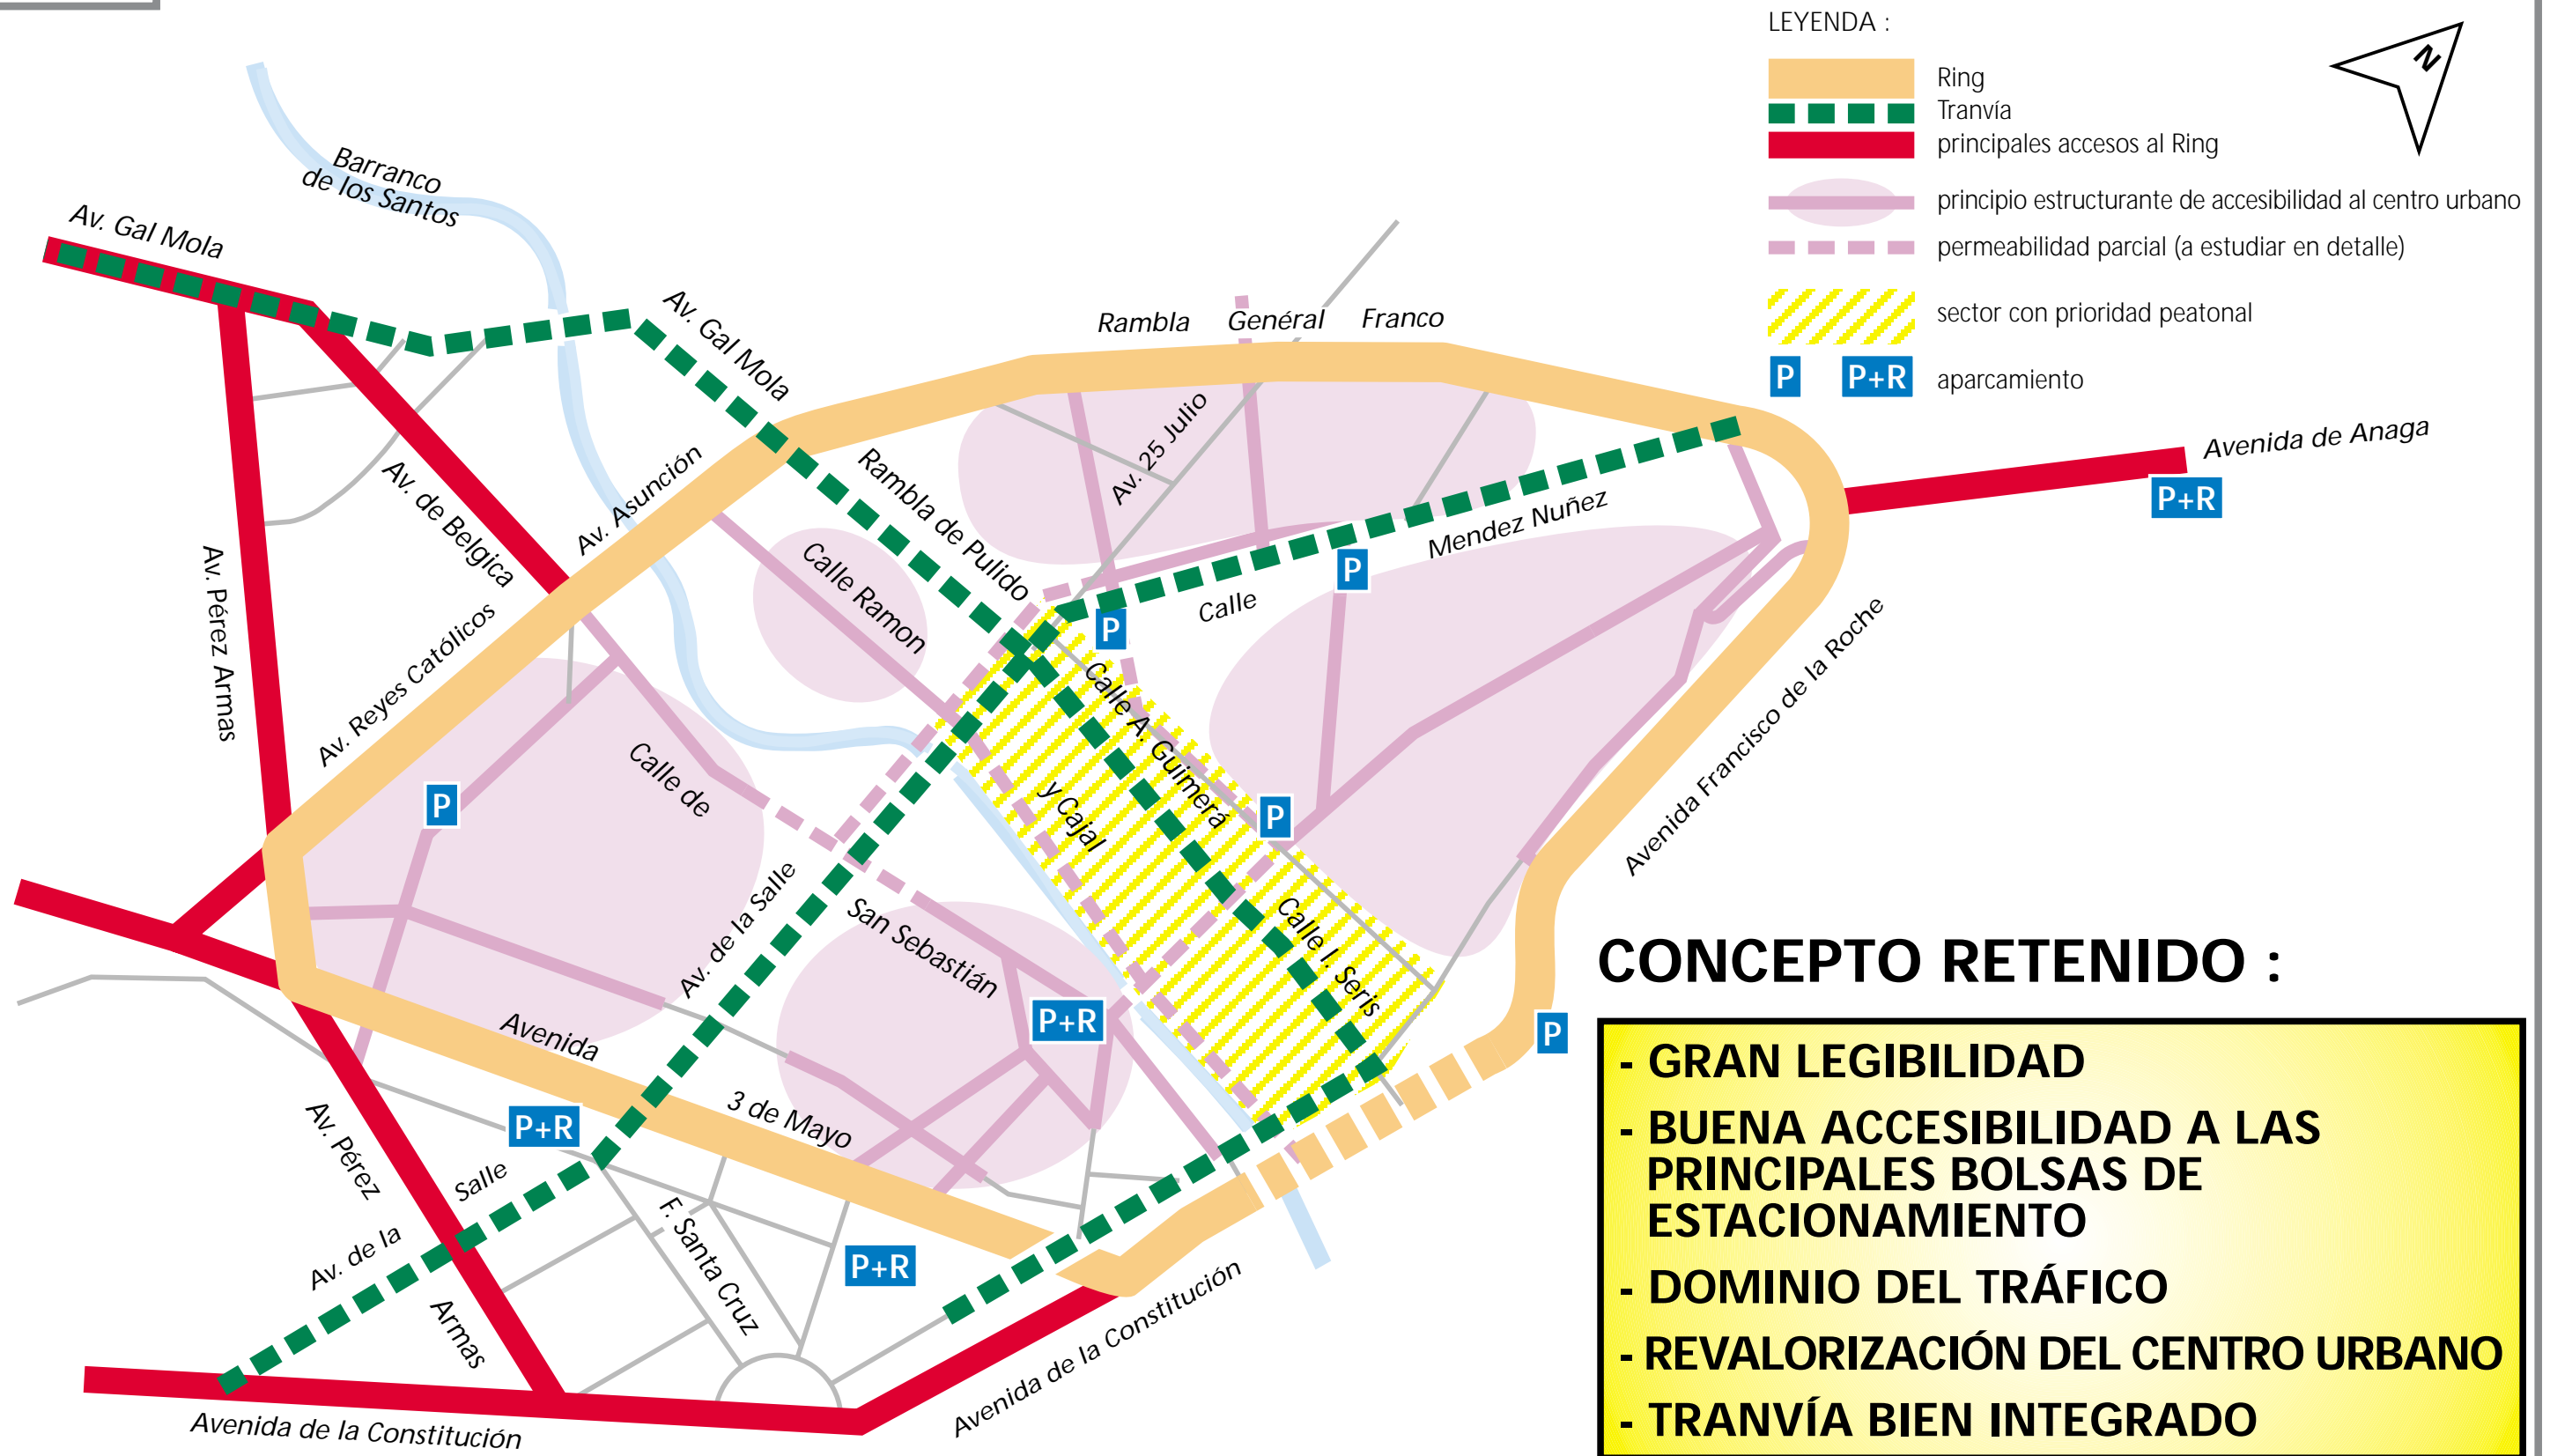 LEYENDA :
N
Ring
Tranvía
principales accesos al Ring
principio estructurante de accesibilidad al centro urbano
permeabilidad parcial (a estudiar en detalle)
sector con prioridad peatonal
P P+R aparcamiento
Barranco
de los Santos
Av. Gal Mola
Av. Gal Mola
Rambla Genéral Franco
Av. 25 Julio
Avenida de Anaga
P+R
Av. de Belgica
Av. Asunción
Rambla de Pulido
Mendez Nuñez
Calle
P
P
Av. Pérez Armas
Av. Reyes Católicos
Calle Ramon
y Cajal
Calle A. Guimerá
Avenida Francisco de la Roche
P
P
Calle de
San Sebastián
Av. de la Salle
Calle I. Seris
P+R
P
Avenida
3 de Mayo
P+R
Av. Pérez
Armas
Av. de la
Salle
F. Santa Cruz
P+R
Avenida de la Constitución
Avenida de la Constitución
CONCEPTO RETENIDO :
- GRAN LEGIBILIDAD
- BUENA ACCESIBILIDAD A LAS
PRINCIPALES BOLSAS DE
ESTACIONAMIENTO
- DOMINIO DEL TRÁFICO
- REVALORIZACIÓN DEL CENTRO URBANO
- TRANVÍA BIEN INTEGRADO